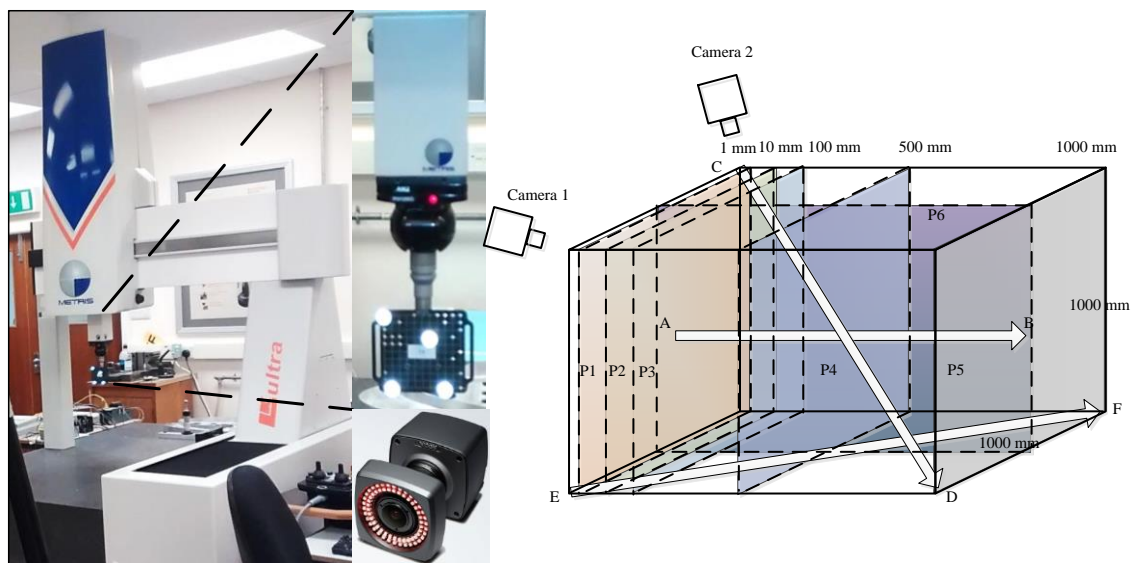 METRIS
ultra
METRIS
Camera 2
Camera 1
1 mm
10 mm
100 mm
500 mm
1000 mm
C
P6
1000 mm
A
B
P1
P2
P3
P4
P5
F
1000 mm
E
D